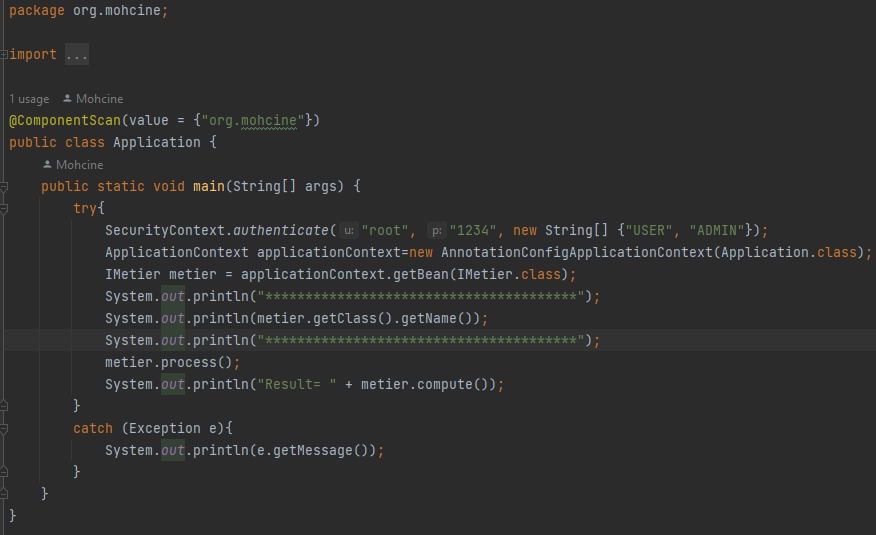 package org.mohcine;
import ...
1 usage Mohcine
@ComponentScan(value = {"org.mohcine"})
public class Application {
Mohcine
public static void main(String[] args) {
try{
SecurityContext.authenticate( u: "root", p: "1234", new String[] {"USER", "ADMIN"});
ApplicationContext applicationContext=new AnnotationConfigApplicationContext(Application.class);
IMetier metier = applicationContext.getBean(IMetier.class);
System.out.println("***************************************");
System.out.println(metier.getClass().getName());
System.out.println("***************************************");
metier.process();
System.out.println("Result= " + metier.compute());
}
catch (Exception e){
System.out.println(e.getMessage());
}
}
}